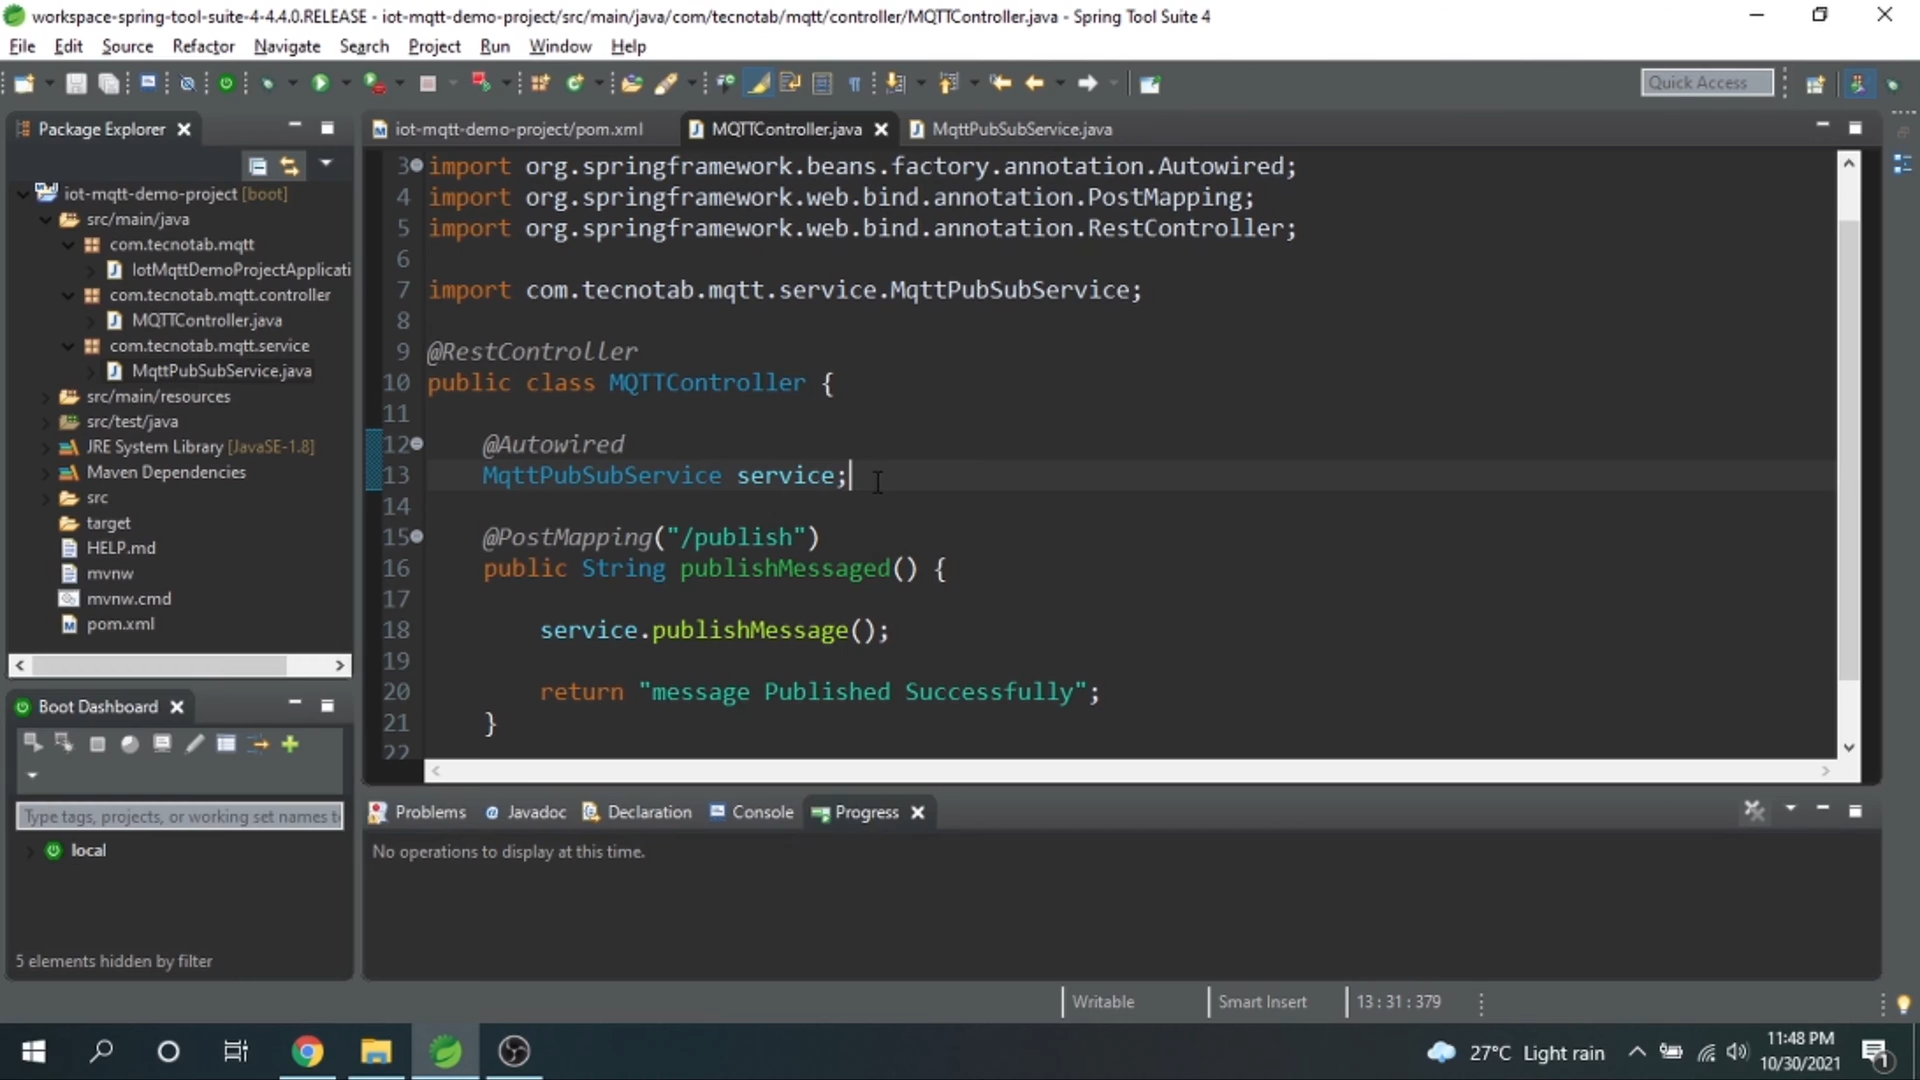 workspace-spring-tool-suite-4-4.4.0.RELEASE - iot-mqtt-demo-project/src/main/java/com/tecnotab/mqtt/controller/MQTTController.java - Spring Tool Suite 4
File Edit Source Refactor Navigate Search Project Run Window Help
Quick Access
Package Explorer
iot-mqtt-demo-project [boot]
src/main/java
com.tecnotab.mqtt
IotMqttDemoProjectApplicati
com.tecnotab.mqtt.controller
MQTTController.java
com.tecnotab.mqtt.service
MqttPubSubService.java
src/main/resources
src/test/java
JRE System Library [JavaSE-1.8]
Maven Dependencies
src
target
HELP.md
mvnw
mvnw.cmd
pom.xml
Boot Dashboard
Type tags, projects, or working set names t
local
5 elements hidden by filter
iot-mqtt-demo-project/pom.xml MQTTController.java MqttPubSubService.java
3 import org.springframework.beans.factory.annotation.Autowired;
4 import org.springframework.web.bind.annotation.PostMapping;
5 import org.springframework.web.bind.annotation.RestController;
6
7 import com.tecnotab.mqtt.service.MqttPubSubService;
8
9 @RestController
10 public class MQTTController {
11
12 @Autowired
13 MqttPubSubService service;
14
15 @PostMapping("/publish")
16 public String publishMessaged() {
17
18 service.publishMessage();
19
20 return "message Published Successfully";
21 }
22
Problems Javadoc Declaration Console Progress
No operations to display at this time.
Writable Smart Insert 13 : 31 : 379
27°C Light rain
11:48 PM
10/30/2021
1